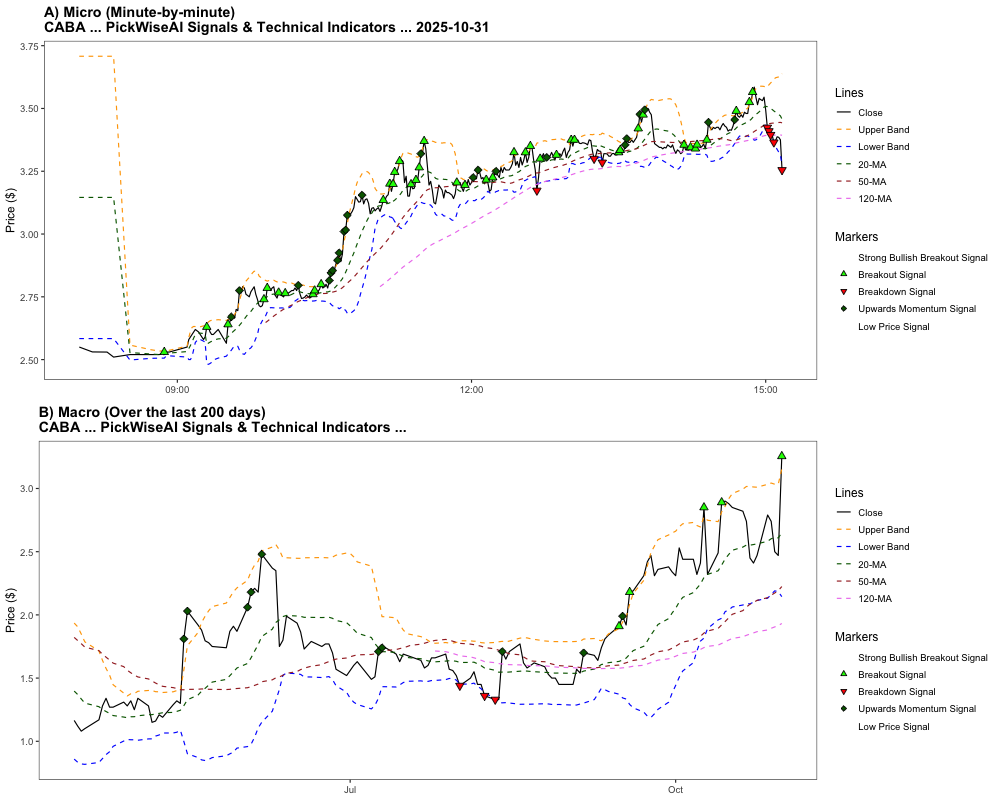 A) Micro (Minute-by-minute)
CABA ... PickWiseAI Signals & Technical Indicators ... 2025-10-31
3.75
3.50
3.25
3.00
2.75
2.50
Price ($)
09:00
12:00
15:00
Lines
Close
Upper Band
Lower Band
20-MA
50-MA
120-MA
Markers
Strong Bullish Breakout Signal
Breakout Signal
Breakdown Signal
Upwards Momentum Signal
Low Price Signal
B) Macro (Over the last 200 days)
CABA ... PickWiseAI Signals & Technical Indicators ...
3.0
2.5
2.0
1.5
1.0
Price ($)
Jul
Oct
Lines
Close
Upper Band
Lower Band
20-MA
50-MA
120-MA
Markers
Strong Bullish Breakout Signal
Breakout Signal
Breakdown Signal
Upwards Momentum Signal
Low Price Signal